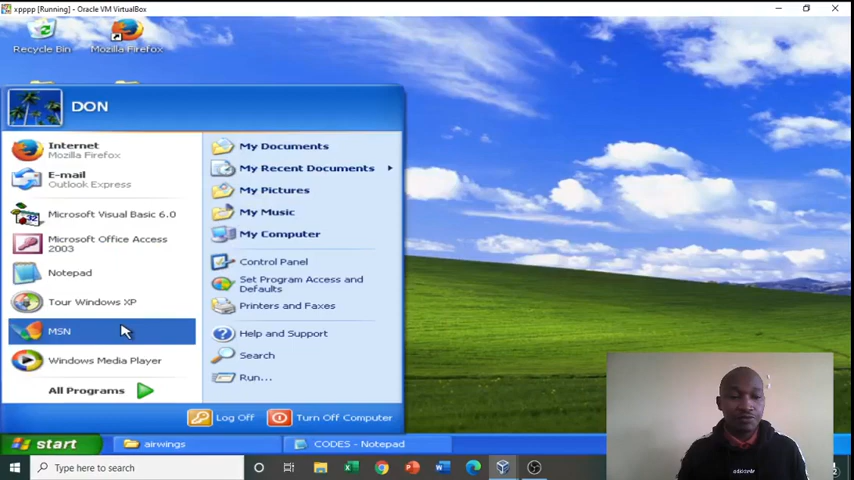 xpppp [Running] - Oracle VM VirtualBox
Recycle Bin
Mozilla Firefox
DON
Internet
Mozilla Firefox
E-mail
Outlook Express
Microsoft Visual Basic 6.0
Microsoft Office Access
2003
Notepad
Tour Windows XP
MSN
Windows Media Player
All Programs
My Documents
My Recent Documents
My Pictures
My Music
My Computer
Control Panel
Set Program Access and
Defaults
Printers and Faxes
Help and Support
Search
Run...
Log Off
Turn Off Computer
start
airwings
CODES - Notepad
Type here to search